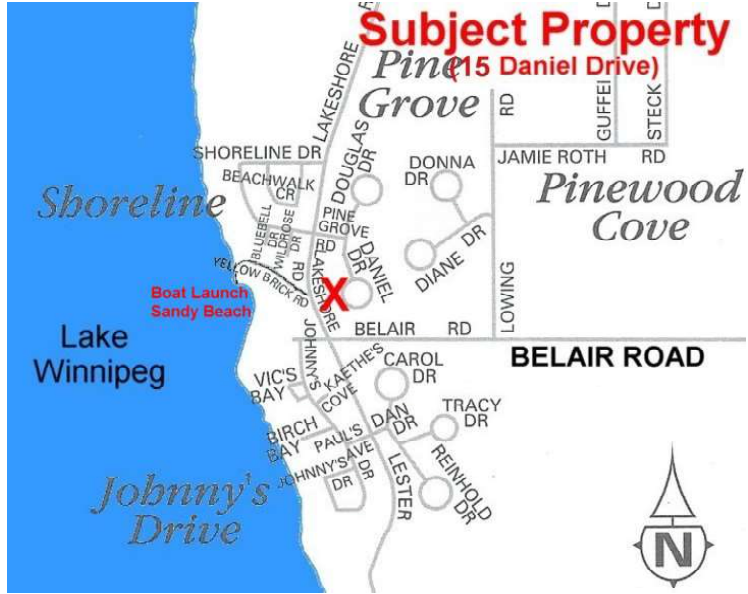 Subject Property
(15 Daniel Drive)
Pine
Grove
LAKESHORE
RD
GUFFEI
STECK
D
D
SHORELINE DR
BEACHWALK
CR
DOUGLAS
DR
DONNA
DR
JAMIE ROTH RD
Shoreline
Pinewood
Cove
BLUEBELL
DR
WILDROSE
DR
PINE
GROVE
RD
DANIEL
DR
DIANE DR
LOWING
RD
LAKESHORE
YELLOW BRICK RD
Boat Launch
Sandy Beach
X
BELAIR RD
BELAIR ROAD
Lake
Winnipeg
JOHNNY'S
KAETHE'S
COVE
CAROL
DR
VIC'S
BAY
TRACY
DR
BIRCH
BAY
PAUL'S
AVE
DAN
DR
JOHNNY'S
DR
DR
LESTER
REINHOLD
DR
Johnny's
Drive
N